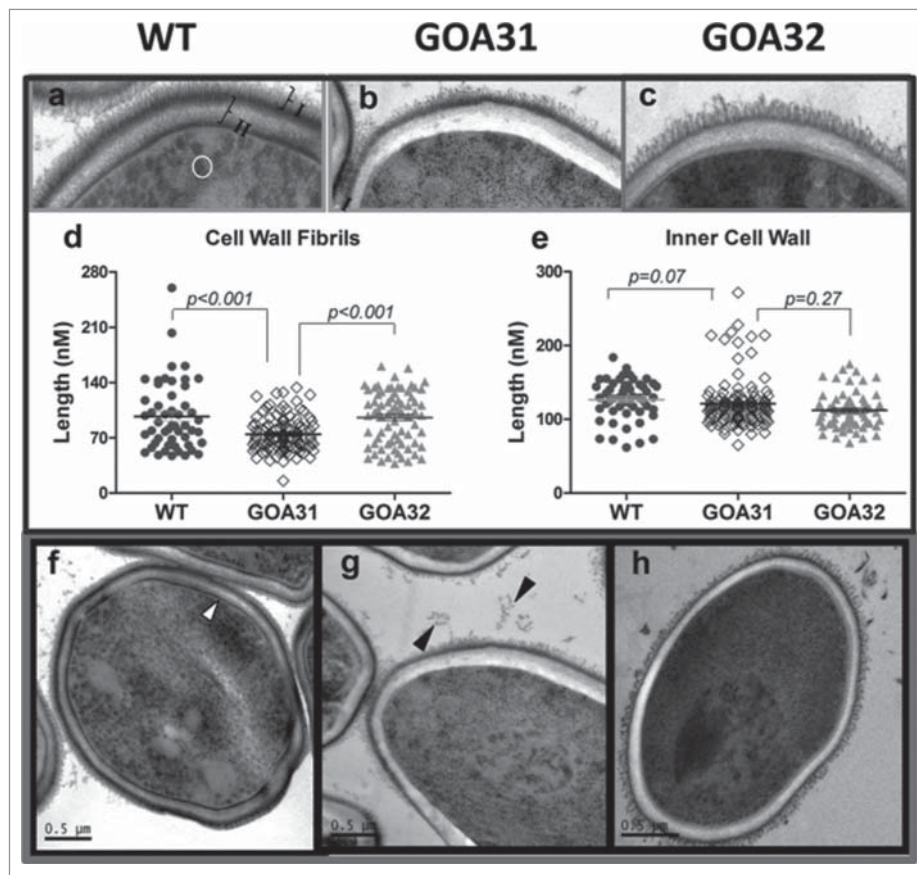 WT GOA31 GOA32
a b c
I
II
I
d Cell Wall Fibrils
280
210
140
70
0
Length (nM)
p<0.001
p<0.001
WT GOA31 GOA32
e Inner Cell Wall
300
200
100
0
Length (nM)
p=0.07
p=0.27
WT GOA31 GOA32
f g h
0.5 µm 0.5 µm 0.5 µm